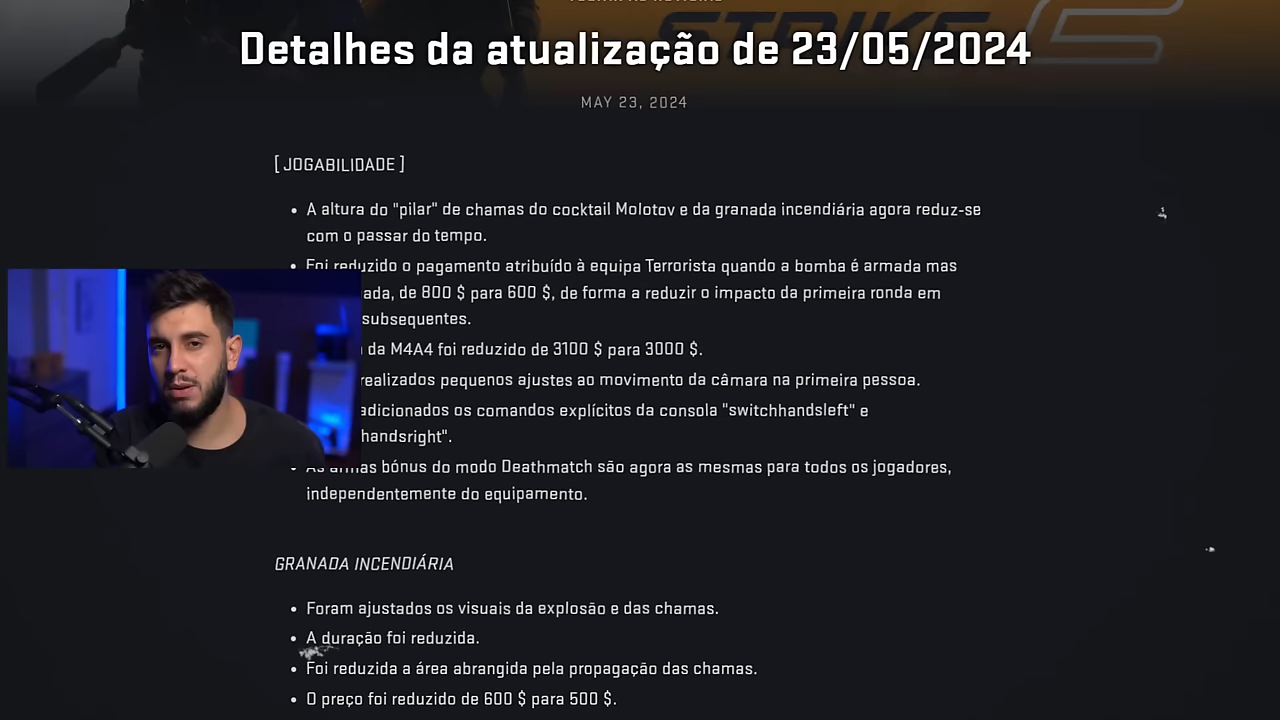 STRIKE 2
Detalhes da atualização de 23/05/2024
MAY 23, 2024
[ JOGABILIDADE ]
• A altura do "pilar" de chamas do cocktail Molotov e da granada incendiária agora reduz-se
com o passar do tempo.
• Foi reduzido o pagamento atribuído à equipa Terrorista quando a bomba é armada mas
ada, de 800 $ para 600 $, de forma a reduzir o impacto da primeira ronda em
subsequentes.
da M4A4 foi reduzido de 3100 $ para 3000 $.
realizados pequenos ajustes ao movimento da câmara na primeira pessoa.
adicionados os comandos explícitos da consola "switchhandsleft" e
handsright".
• As armas bónus do modo Deathmatch são agora as mesmas para todos os jogadores,
independentemente do equipamento.
GRANADA INCENDIÁRIA
• Foram ajustados os visuais da explosão e das chamas.
• A duração foi reduzida.
• Foi reduzida a área abrangida pela propagação das chamas.
• O preço foi reduzido de 600 $ para 500 $.